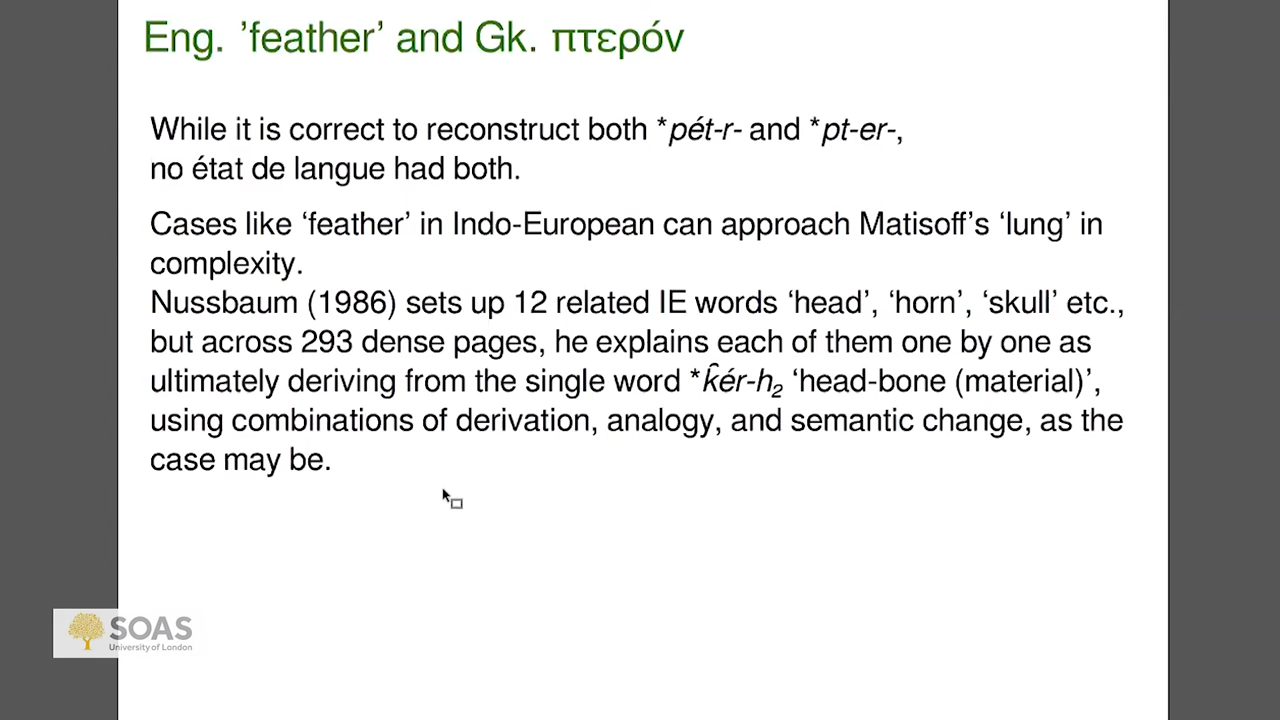 Eng. ’feather’ and Gk. πτερόν
While it is correct to reconstruct both *pét-r- and *pt-er-,
no état de langue had both.
Cases like ‘feather’ in Indo-European can approach Matisoff’s ‘lung’ in
complexity.
Nussbaum (1986) sets up 12 related IE words ‘head’, ‘horn’, ‘skull’ etc.,
but across 293 dense pages, he explains each of them one by one as
ultimately deriving from the single word *k̑ér-h₂ ‘head-bone (material)’,
using combinations of derivation, analogy, and semantic change, as the
case may be.
SOAS
University of London